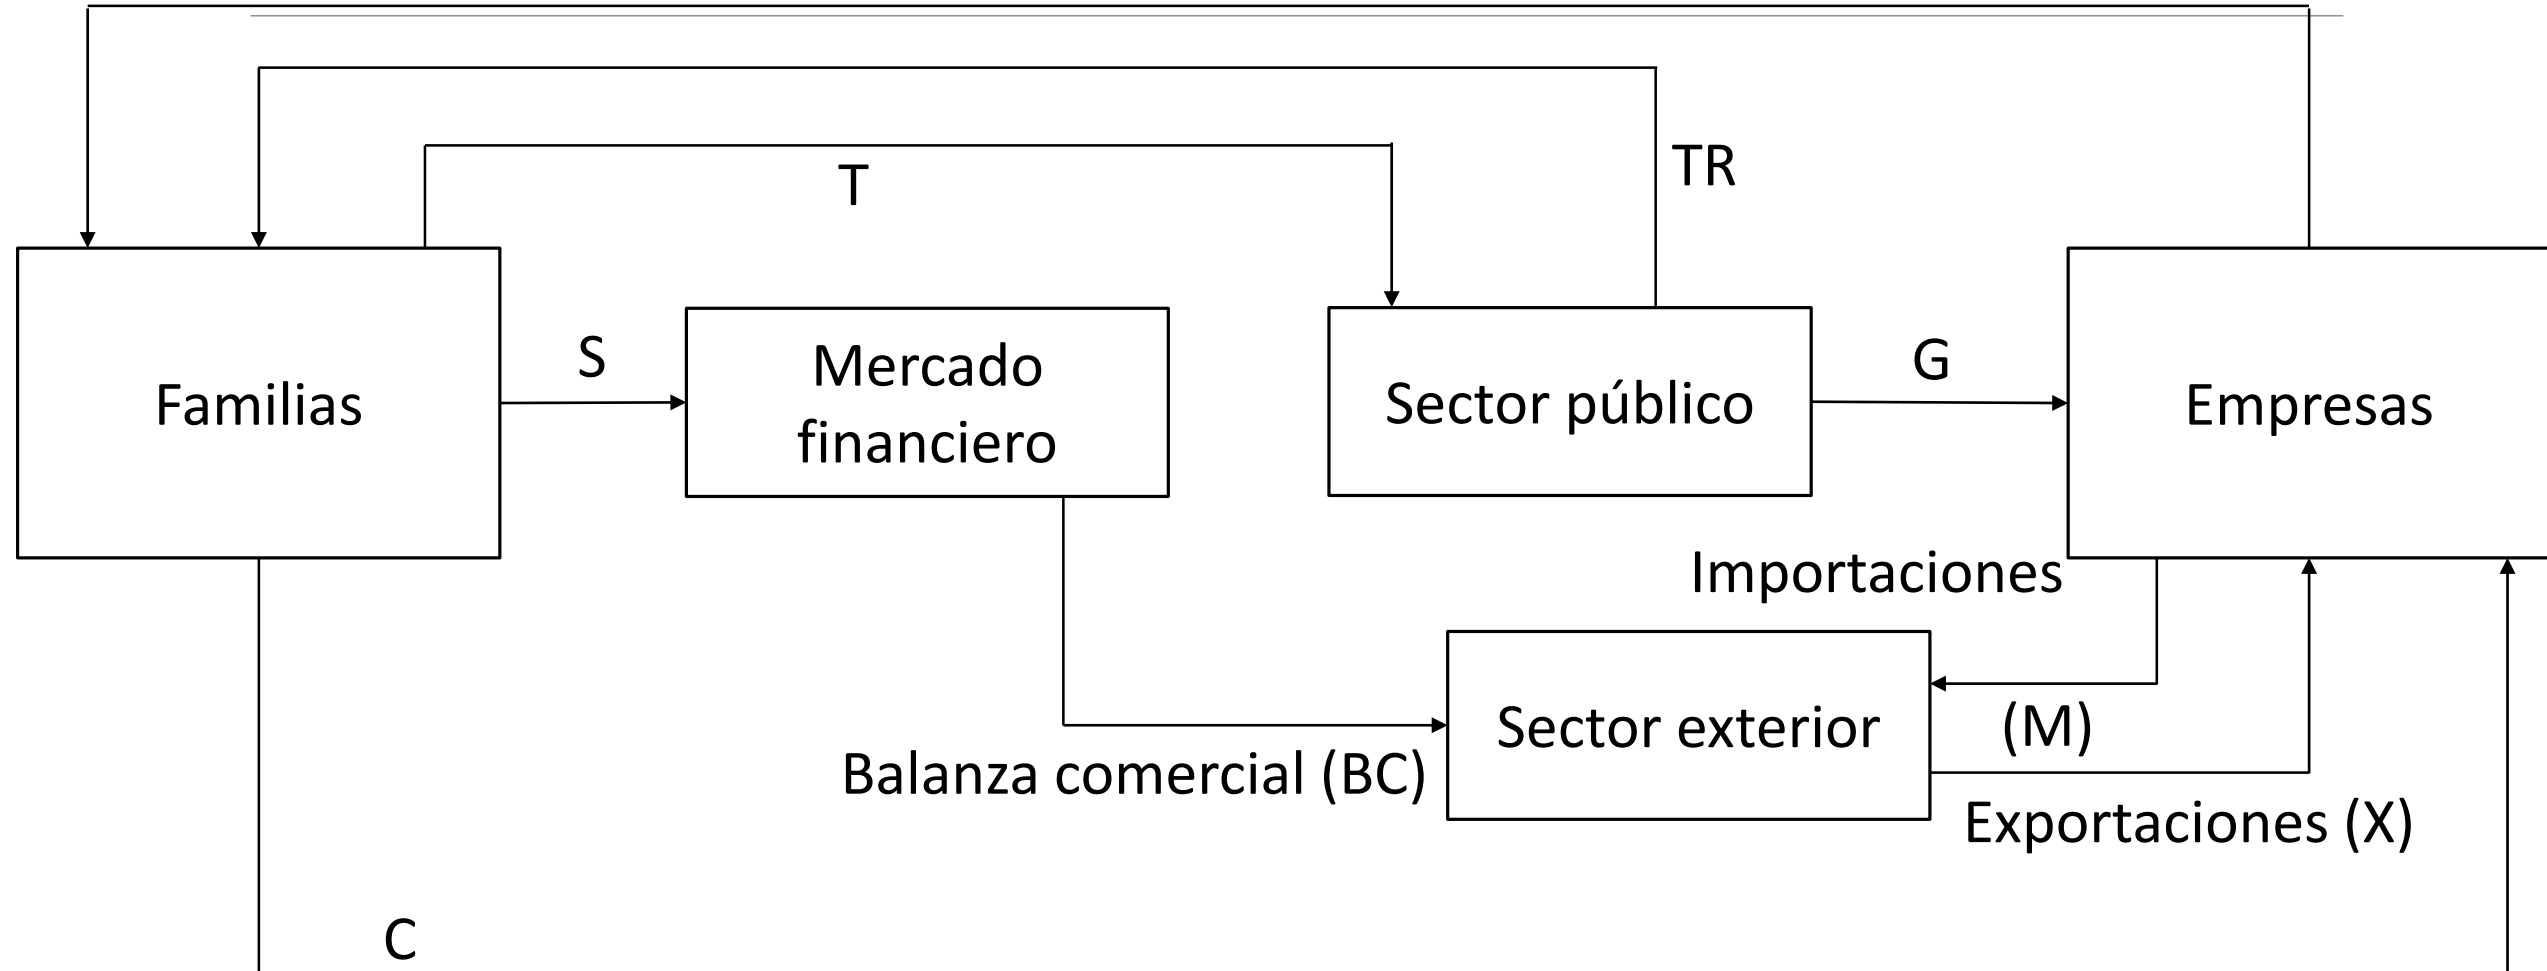 T
TR
Familias
S
Mercado
financiero
Sector público
G
Empresas
Importaciones
Sector exterior
(M)
Balanza comercial (BC)
Exportaciones (X)
C